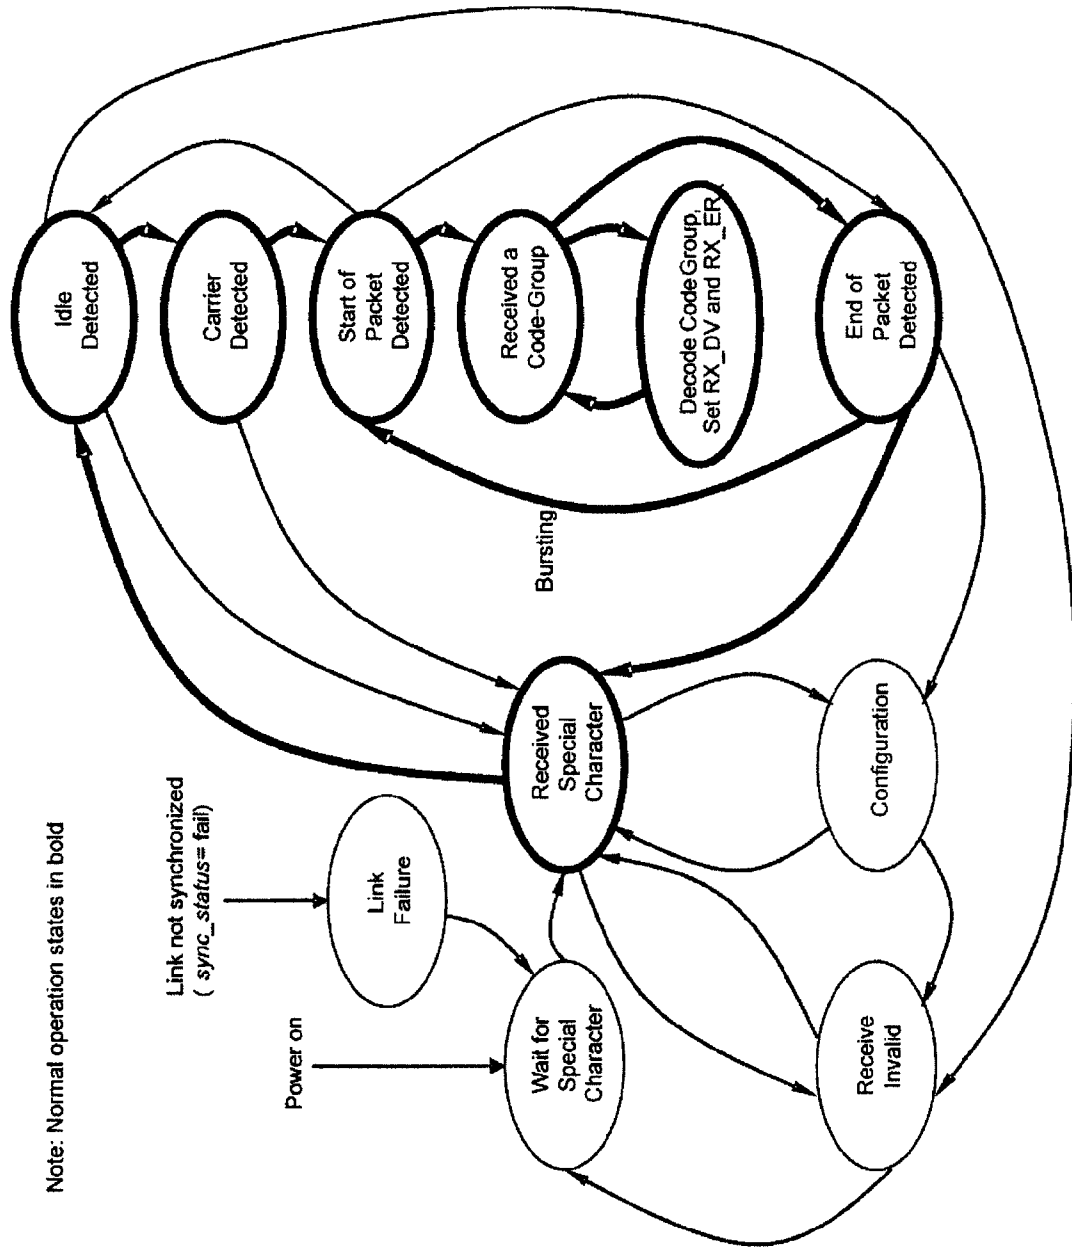 Note: Normal operation states in bold
Link not synchronized
( sync_status= fail)
Power on
Link
Failure
Wait for
Special
Character
Received
Special
Character
Receive
Invalid
Configuration
Bursting
Idle
Detected
Carrier
Detected
Start of
Packet
Detected
Received a
Code-Group
Decode Code Group,
Set RX_DV and RX_ER
End of
Packet
Detected